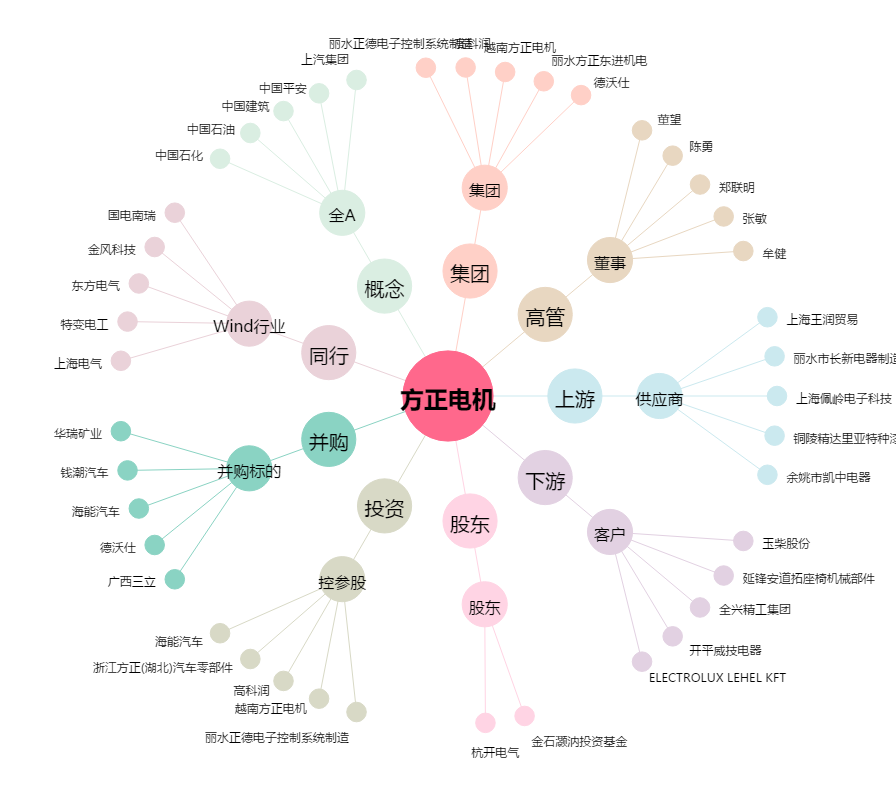 方正电机
集团
集团
丽水正德电子控制系统制造
高科润
越南方正电机
丽水方正东进机电
德沃仕
高管
董事
堇望
陈勇
郑联明
张敏
牟健
上游
供应商
上海王润贸易
丽水市长新电器制造
上海佩岭电子科技
铜陵精达里亚特种漆
余姚市凯中电器
下游
客户
玉柴股份
延锋安道拓座椅机械部件
全兴精工集团
开平威技电器
ELECTROLUX LEHEL KFT
股东
股东
金石灏汭投资基金
杭开电气
投资
控参股
丽水正德电子控制系统制造
越南方正电机
高科润
浙江方正(湖北)汽车零部件
海能汽车
并购
并购标的
广西三立
德沃仕
海能汽车
钱潮汽车
华瑞矿业
同行
Wind行业
上海电气
特变电工
东方电气
金风科技
国电南瑞
概念
全A
中国石化
中国石油
中国建筑
中国平安
上汽集团